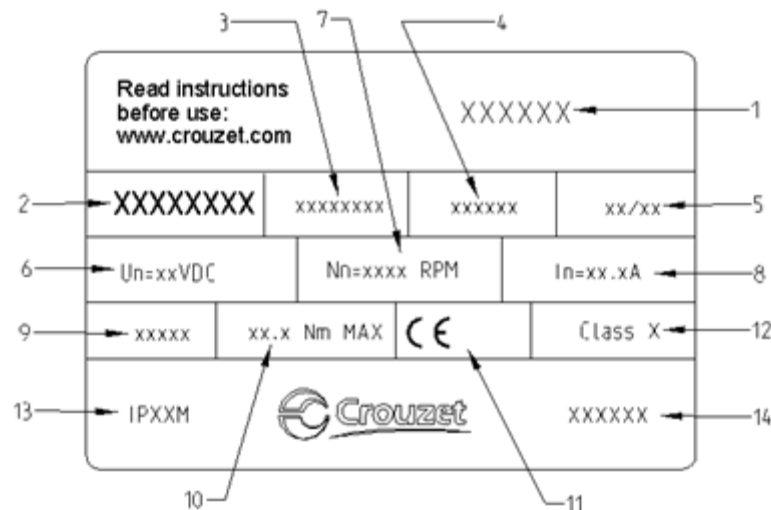 7
3
4
Read instructions
before use:
www.crouzet.com
XXXXXX
1
2
XXXXXXXX
xxxxxxxx
xxxxxx
xx/xx
5
6
Un=xxVDC
Nn=xxxx RPM
In=xx.xA
8
9
xxxxx
xx.x Nm MAX
CE
Class X
12
13
IPXXM
Crouzet
XXXXXX
14
10
11